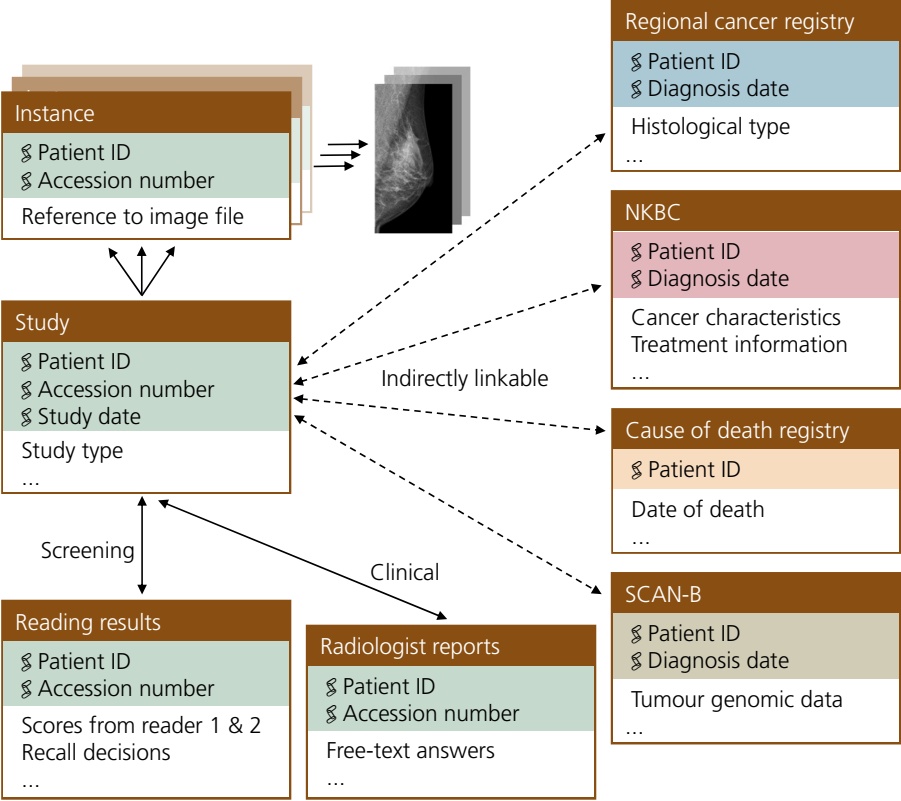 Instance
Patient ID
Accession number
Reference to image file
Study
Patient ID
Accession number
Study date
Study type
...
Screening
Clinical
Reading results
Patient ID
Accession number
Scores from reader 1 & 2
Recall decisions
...
Radiologist reports
Patient ID
Accession number
Free-text answers
...
Indirectly linkable
Regional cancer registry
Patient ID
Diagnosis date
Histological type
...
NKBC
Patient ID
Diagnosis date
Cancer characteristics
Treatment information
...
Cause of death registry
Patient ID
Date of death
...
SCAN-B
Patient ID
Diagnosis date
Tumour genomic data
...